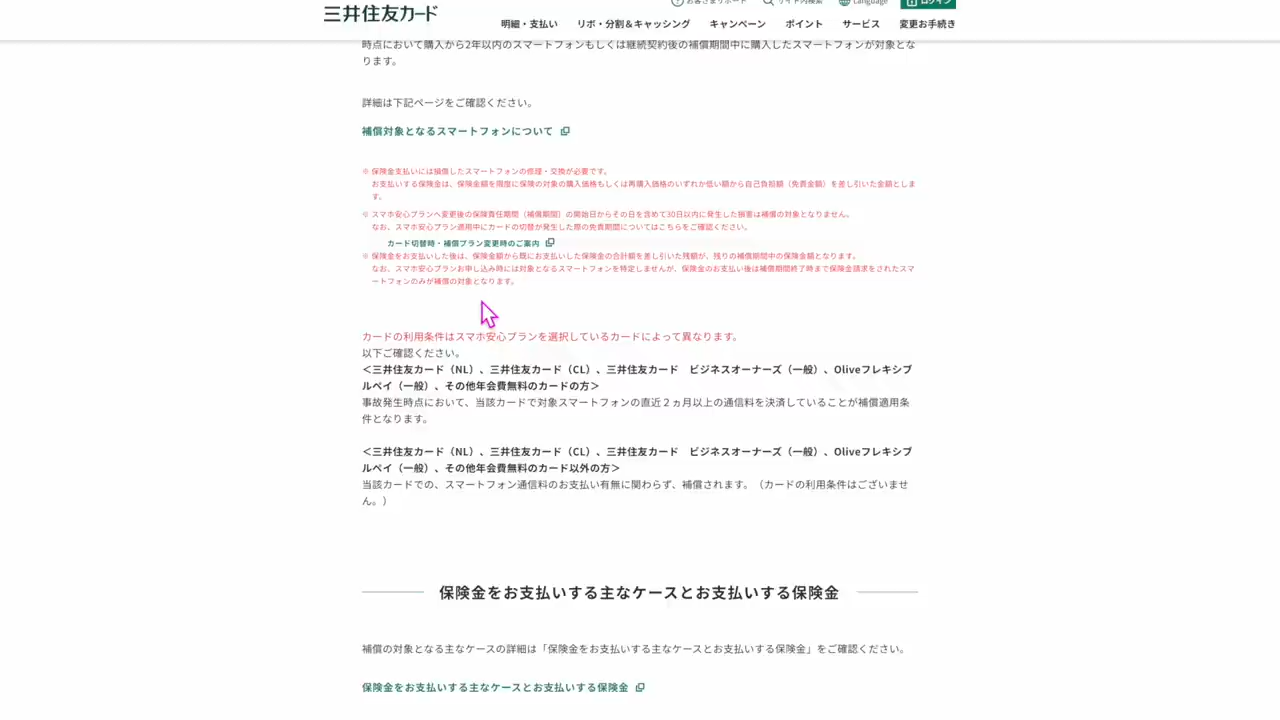 三井住友カード
お客さまサポート サイト内検索 Language ログイン
明細・支払い リボ・分割＆キャッシング キャンペーン ポイント サービス 変更お手続き
時点において購入から2年以内のスマートフォンもしくは継続契約後の補償期間中に購入したスマートフォンが対象とな
ります。
詳細は下記ページをご確認ください。
補償対象となるスマートフォンについて
※ 保険金支払いには損傷したスマートフォンの修理・交換が必要です。
お支払いする保険金は、保険金額を限度に保険の対象の購入価格もしくは再購入価格のいずれか低い額から自己負担額（免責金額）を差し引いた金額としま
す。
※ スマホ安心プランへ変更後の保険責任期間（補償期間）の開始日からその日を含めて30日以内に発生した損害は補償の対象となりません。
なお、スマホ安心プラン適用中にカードの切替が発生した際の免責期間についてはこちらをご確認ください。
カード切替時・補償プラン変更時のご案内
※ 保険金をお支払いした後は、保険金額から既にお支払いした保険金の合計額を差し引いた残額が、残りの補償期間中の保険金額となります。
なお、スマホ安心プランお申し込み時には対象となるスマートフォンを特定しませんが、保険金のお支払い後は補償期間終了時まで保険金請求をされたスマ
ートフォンのみが補償の対象となります。
カードの利用条件はスマホ安心プランを選択しているカードによって異なります。
以下ご確認ください。
＜三井住友カード（NL）、三井住友カード（CL）、三井住友カード　ビジネスオーナーズ（一般）、Oliveフレキシブ
ルペイ（一般）、その他年会費無料のカードの方＞
事故発生時点において、当該カードで対象スマートフォンの直近２ヵ月以上の通信料を決済していることが補償適用条
件となります。
＜三井住友カード（NL）、三井住友カード（CL）、三井住友カード　ビジネスオーナーズ（一般）、Oliveフレキシブ
ルペイ（一般）、その他年会費無料のカード以外の方＞
当該カードでの、スマートフォン通信料のお支払い有無に関わらず、補償されます。（カードの利用条件はございませ
ん。）
保険金をお支払いする主なケースとお支払いする保険金
補償の対象となる主なケースの詳細は「保険金をお支払いする主なケースとお支払いする保険金」をご確認ください。
保険金をお支払いする主なケースとお支払いする保険金